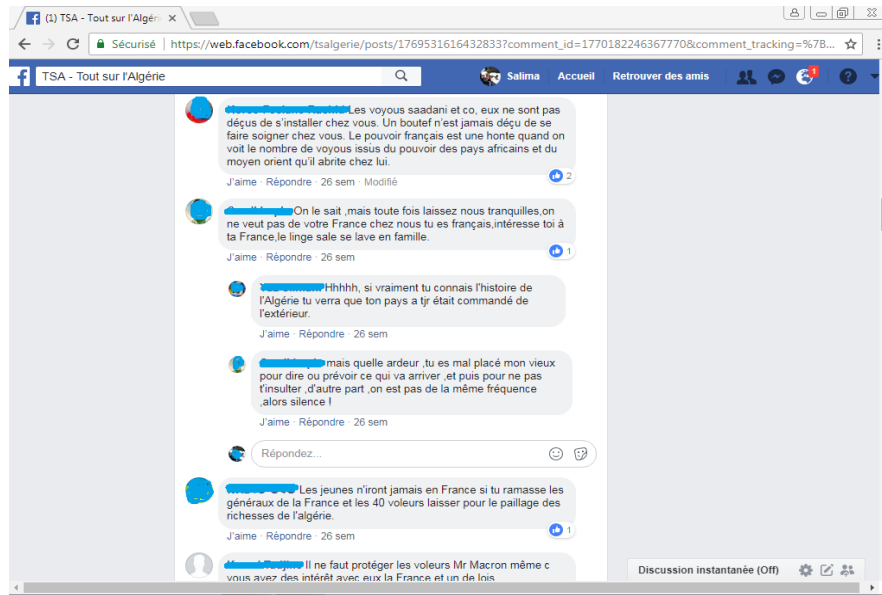 (1) TSA - Tout sur l'Algéri
Sécurisé | https://web.facebook.com/tsalgerie/posts/1769531616432833?comment_id=1770182246367770&comment_tracking=%7B...
TSA - Tout sur l'Algérie
Salima Accueil Retrouver des amis 1
Les voyous saadani et co, eux ne sont pas
déçus de s'installer chez vous. Un boutef n'est jamais déçu de se
faire soigner chez vous. Le pouvoir français est une honte quand on
voit le nombre de voyous issus du pouvoir des pays africains et du
moyen orient qu'il abrite chez lui.
2
J'aime · Répondre · 26 sem · Modifié
On le sait ,mais toute fois laissez nous tranquilles,on
ne veut pas de votre France chez nous tu es français,intéresse toi à
ta France,le linge sale se lave en famille.
1
J'aime · Répondre · 26 sem
Hhhhh, si vraiment tu connais l'histoire de
l'Algérie tu verra que ton pays a tjr était commandé de
l'extérieur.
J'aime · Répondre · 26 sem
mais quelle ardeur ,tu es mal placé mon vieux
pour dire ou prévoir ce qui va arriver ,et puis pour ne pas
t'insulter ,d'autre part ,on est pas de la même fréquence
,alors silence !
J'aime · Répondre · 26 sem
Répondez...
Les jeunes n'iront jamais en France si tu ramasse les
généraux de la France et les 40 voleurs laisser pour le paillage des
richesses de l'algérie.
1
J'aime · Répondre · 26 sem
Il ne faut protéger les voleurs Mr Macron même c
vous avez des intérêt avec eux la France et un de lois
Discussion instantanée (Off)